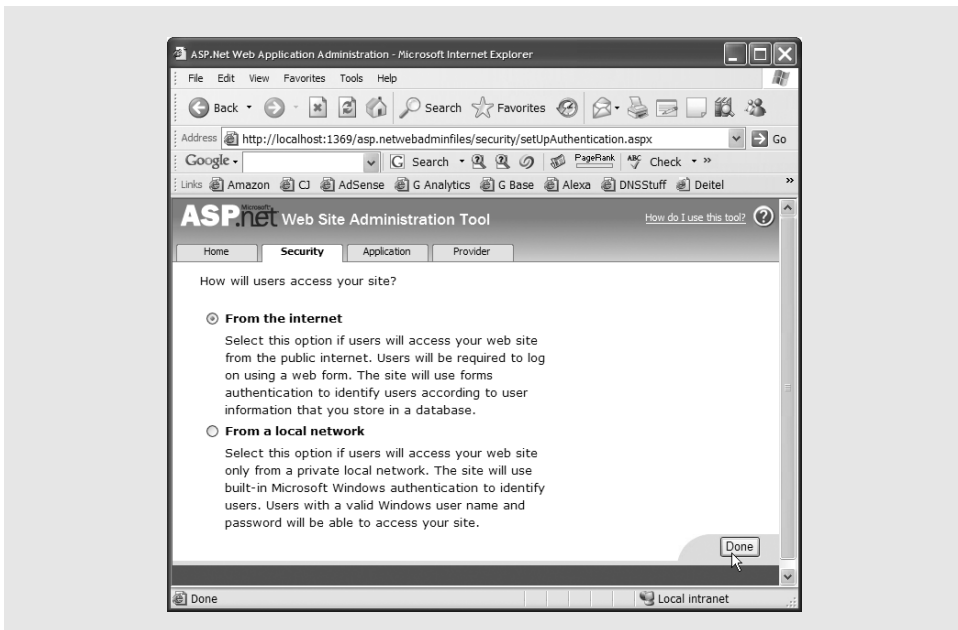 ASP.Net Web Application Administration - Microsoft Internet Explorer
File Edit View Favorites Tools Help
Back Search Favorites
Address http://localhost:1369/asp.netwebadminfiles/security/setUpAuthentication.aspx Go
Google Search PageRank ABC Check »
Links Amazon CJ AdSense G Analytics G Base Alexa DNSStuff Deitel »
Microsoft
ASP.net Web Site Administration Tool How do I use this tool? ?
Home Security Application Provider
How will users access your site?
From the internet
Select this option if users will access your web site
from the public internet. Users will be required to log
on using a web form. The site will use forms
authentication to identify users according to user
information that you store in a database.
From a local network
Select this option if users will access your web site
only from a private local network. The site will use
built-in Microsoft Windows authentication to identify
users. Users with a valid Windows user name and
password will be able to access your site.
Done
Done Local intranet